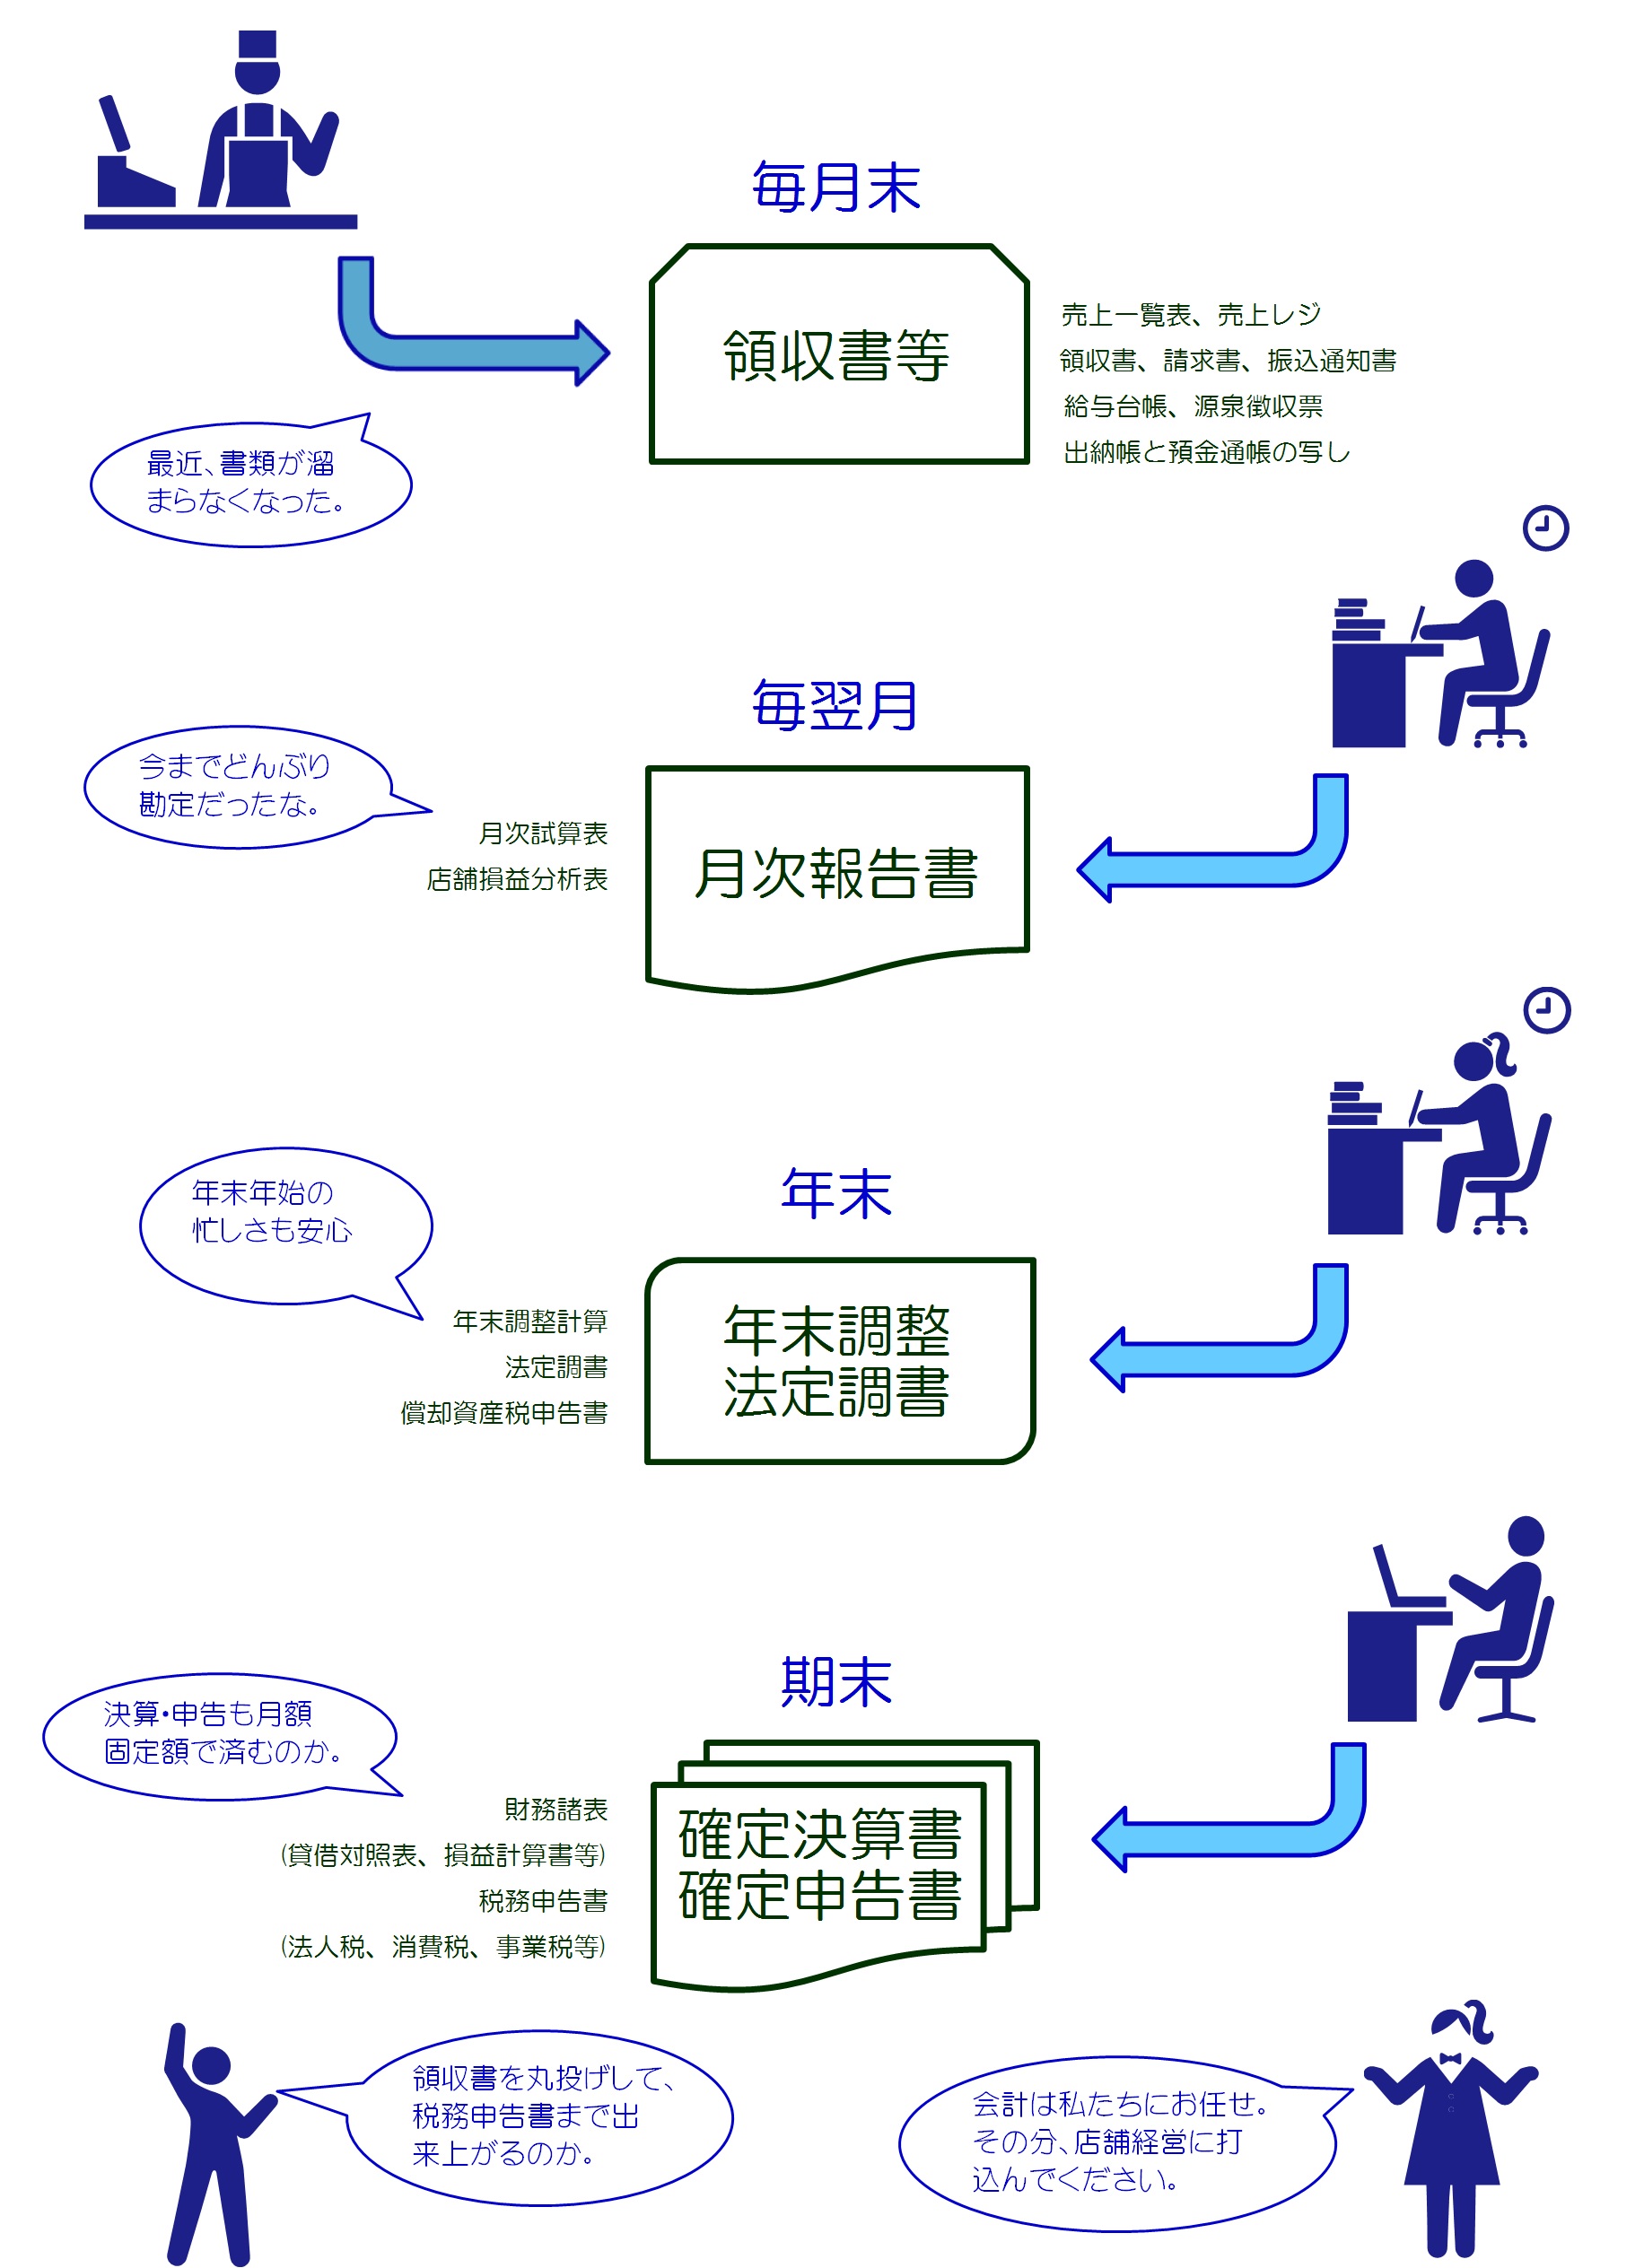 毎月末
領収書等
売上一覧表、売上レジ
領収書、請求書、振込通知書
給与台帳、源泉徴収票
出納帳と預金通帳の写し
最近、書類が溜
まらなくなった。
毎翌月
今までどんぶり
勘定だったな。
月次試算表
店舗損益分析表
月次報告書
年末
年末年始の
忙しさも安心
年末調整計算
法定調書
償却資産税申告書
年末調整
法定調書
期末
決算・申告も月額
固定額で済むのか。
財務諸表
(貸借対照表、損益計算書等)
税務申告書
(法人税、消費税、事業税等)
確定決算書
確定申告書
領収書を丸投げして、
税務申告書まで出
来上がるのか。
会計は私たちにお任せ。
その分、店舗経営に打
込んでください。